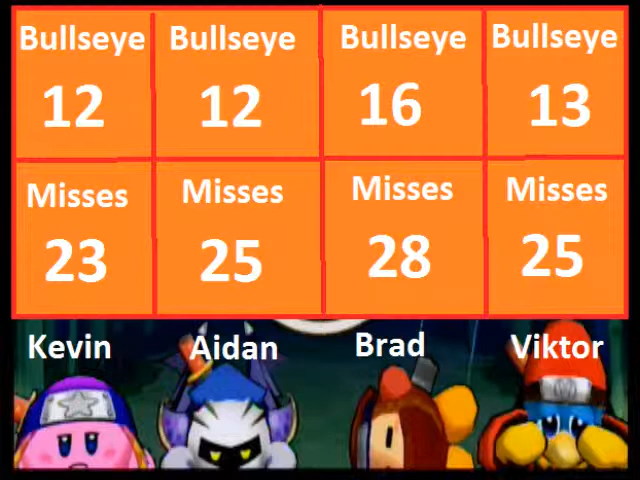 Bullseye Bullseye Bullseye Bullseye
12 12 16 13
Misses Misses Misses Misses
23 25 28 25
Kevin Aidan Brad Viktor